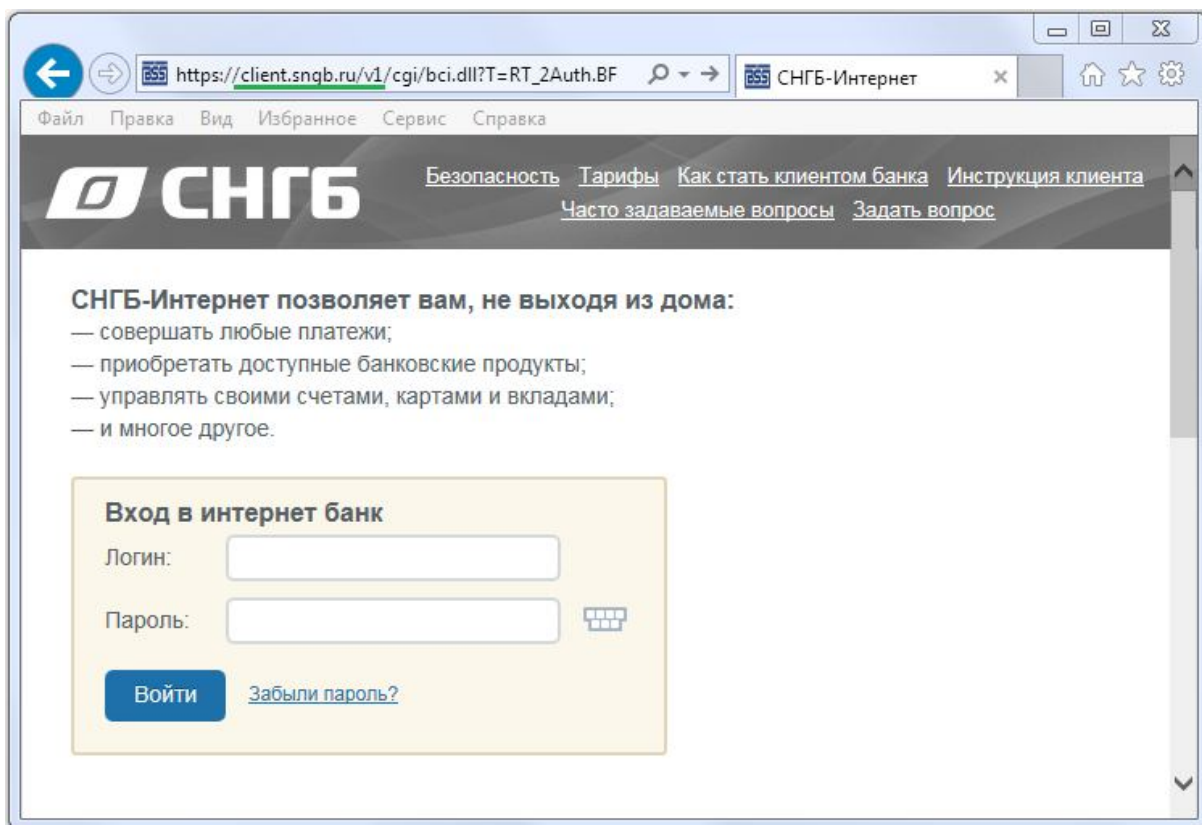 https://client.sngb.ru/v1/cgi/bci.dll?T=RT_2Auth.BF
СНГБ-Интернет
Файл Правка Вид Избранное Сервис Справка
СНГБ
Безопасность Тарифы Как стать клиентом банка Инструкция клиента
Часто задаваемые вопросы Задать вопрос
СНГБ-Интернет позволяет вам, не выходя из дома:
— совершать любые платежи;
— приобретать доступные банковские продукты;
— управлять своими счетами, картами и вкладами;
— и многое другое.
Вход в интернет банк
Логин:
Пароль:
Войти Забыли пароль?